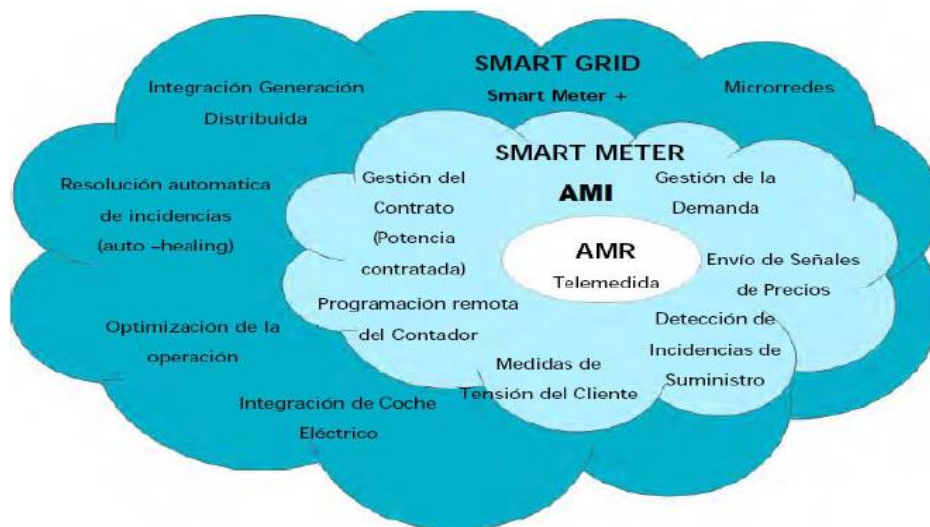 SMART GRID
Smart Meter +
Integración Generación
Distribuida
Microrredes
Resolución automatica
de incidencias
(auto –healing)
Optimización de la
operación
Integración de Coche
Eléctrico
SMART METER
AMI
Gestión del
Contrato
(Potencia
contratada)
Gestión de la
Demanda
AMR
Telemedida
Envío de Señales
de Precios
Programación remota
del Contador
Detección de
Incidencias de
Suministro
Medidas de
Tensión del Cliente